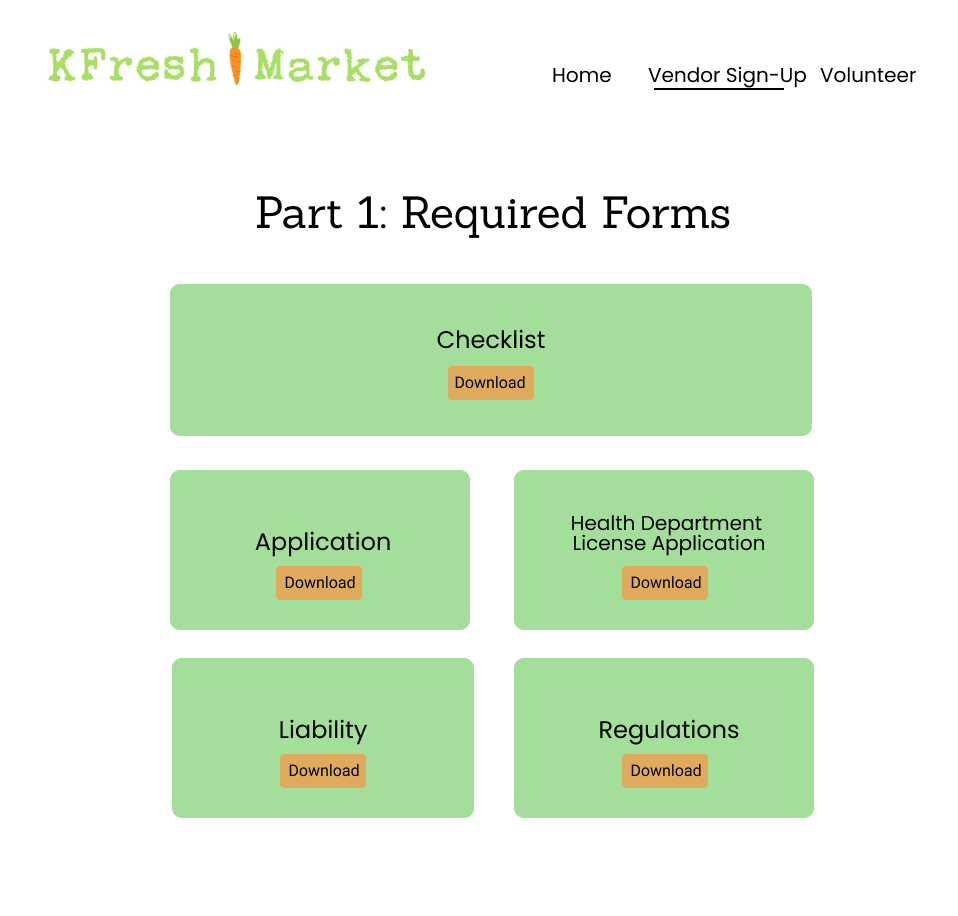 KFresh Market
Home Vendor Sign-Up Volunteer
Part 1: Required Forms
Checklist
Download
Application
Download
Health Department
License Application
Download
Liability
Download
Regulations
Download